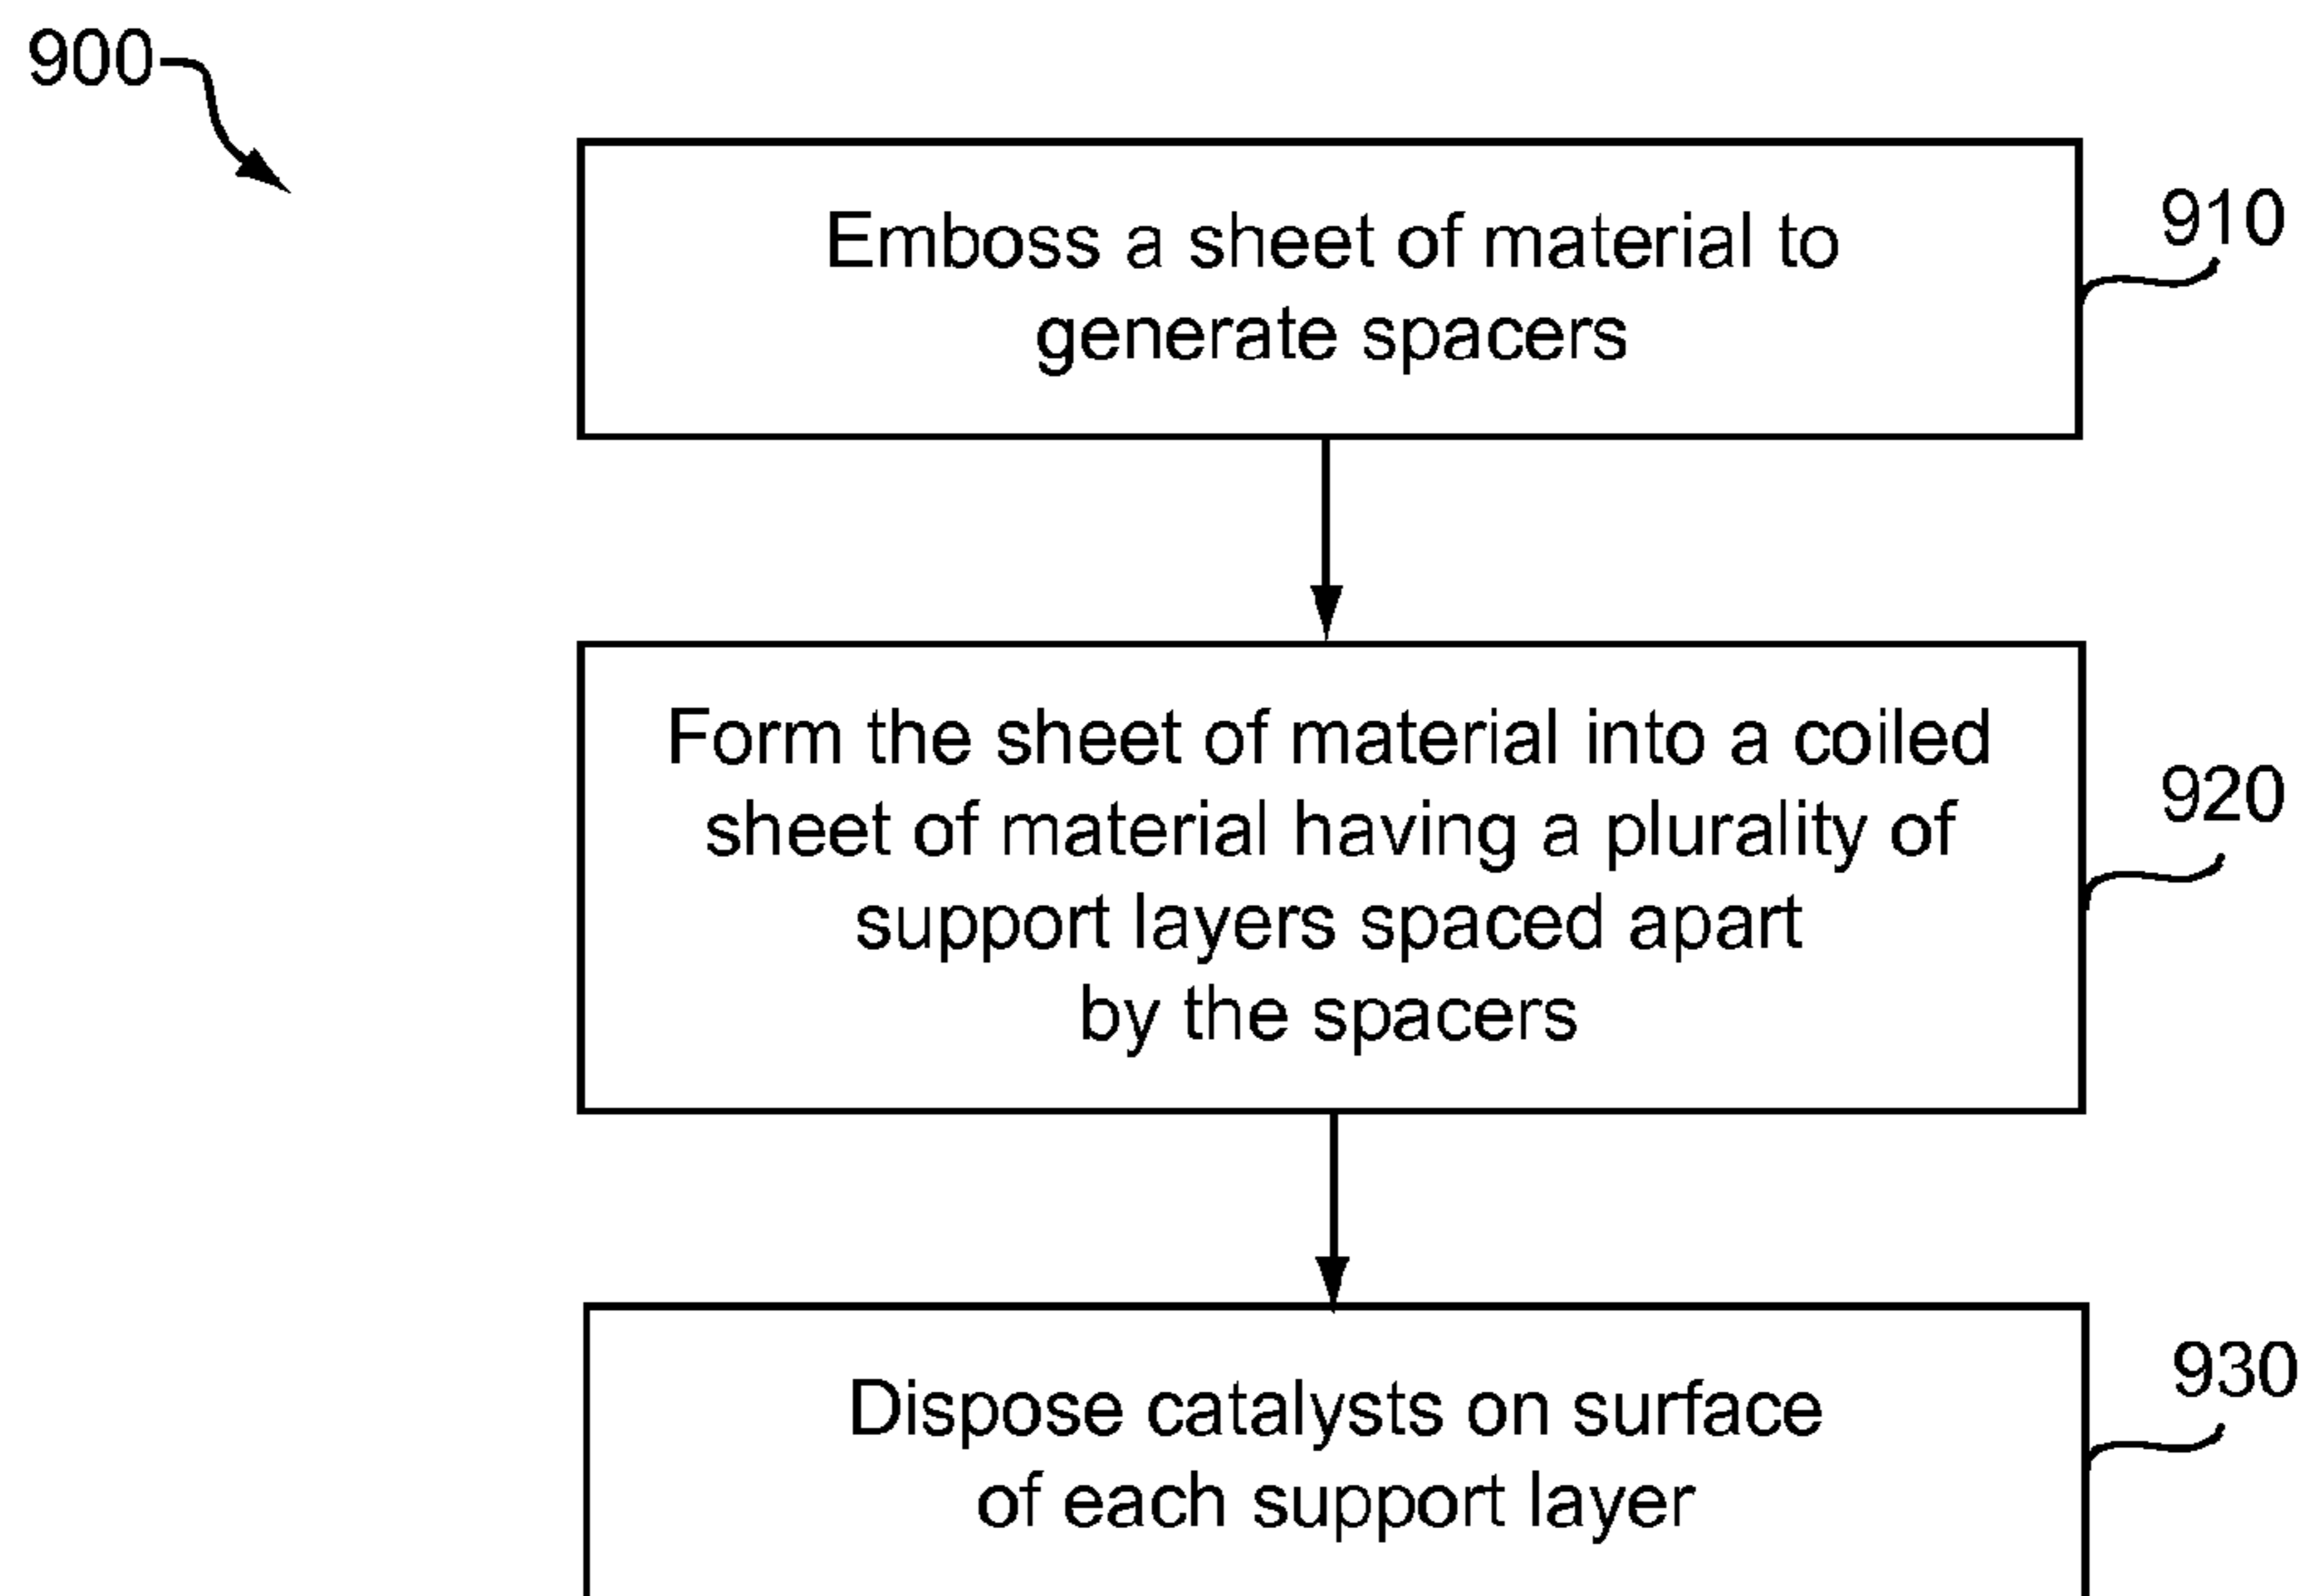 900
Emboss a sheet of material to
generate spacers
910
Form the sheet of material into a coiled
sheet of material having a plurality of
support layers spaced apart
by the spacers
920
Dispose catalysts on surface
of each support layer
930